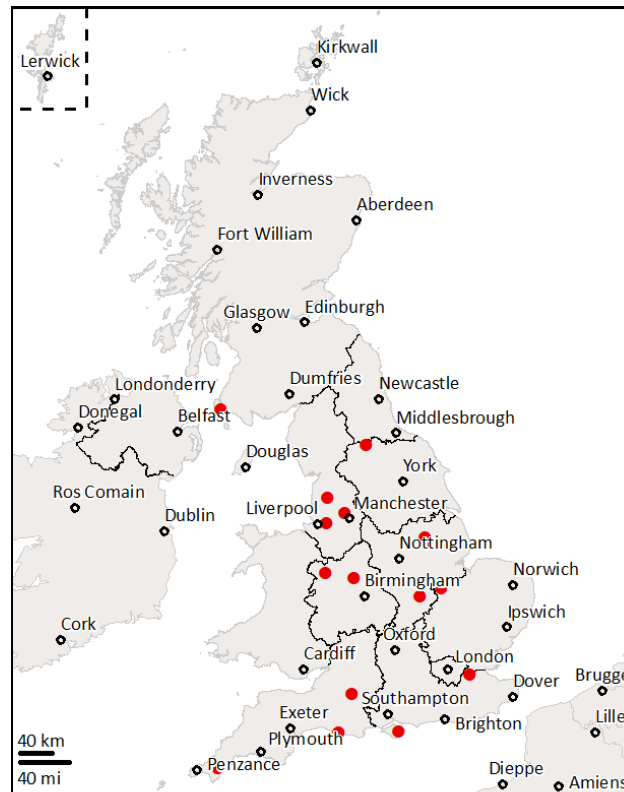 Lerwick
Kirkwall
Wick
Inverness
Aberdeen
Fort William
Glasgow
Edinburgh
Londonderry
Dumfries
Newcastle
Donegal
Belfast
Middlesbrough
Douglas
York
Ros Comain
Liverpool
Manchester
Dublin
Nottingham
Birmingham
Norwich
Cork
Ipswich
Oxford
Cardiff
London
Dover
Brugge
Southampton
Exeter
Brighton
Lille
40 km
Plymouth
Penzance
40 mi
Dieppe
Amiens